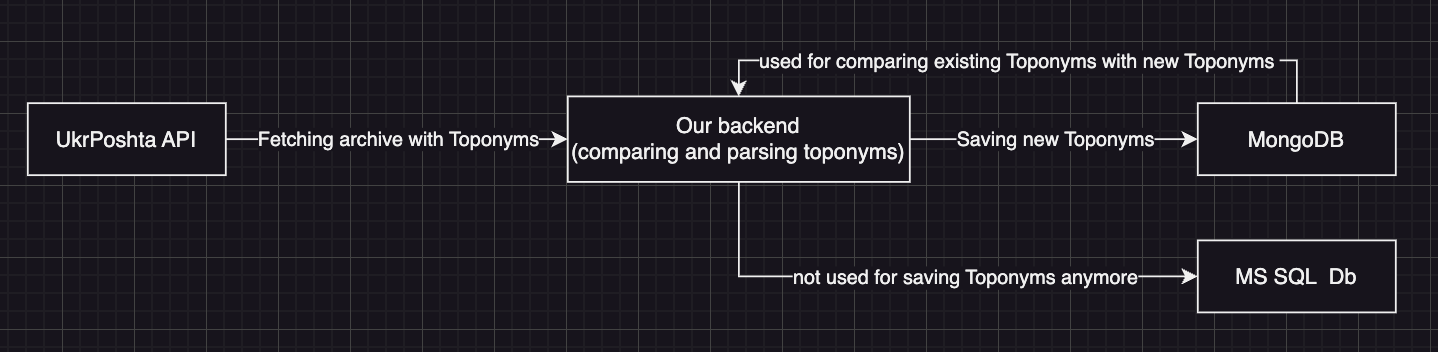 used for comparing existing Toponyms with new Toponyms
UkrPoshta API
Fetching archive with Toponyms
Our backend
(comparing and parsing toponyms)
Saving new Toponyms
MongoDB
not used for saving Toponyms anymore
MS SQL Db